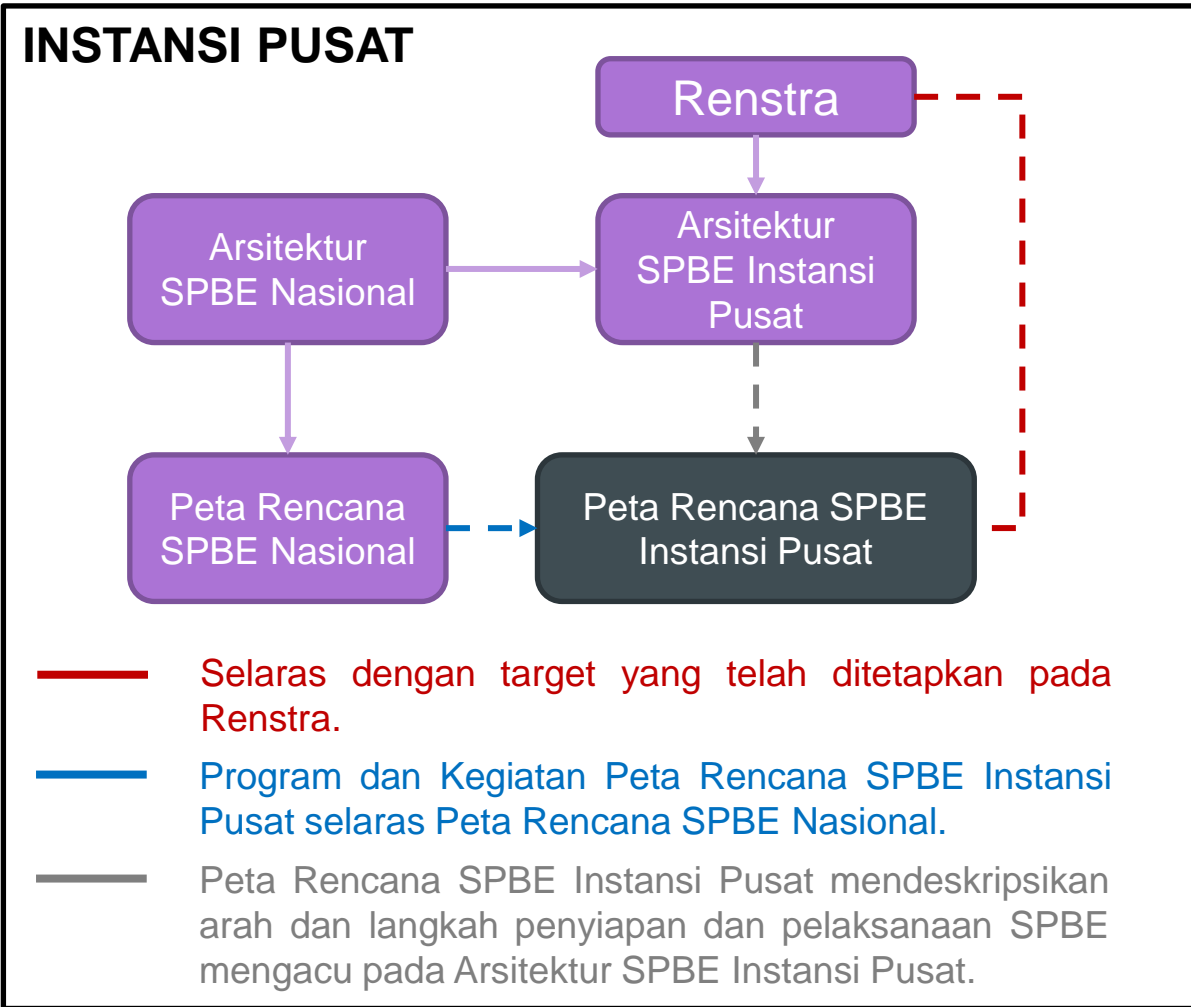 INSTANSI PUSAT
Renstra
Arsitektur
SPBE Nasional
Arsitektur
SPBE Instansi
Pusat
Peta Rencana
SPBE Nasional
Peta Rencana SPBE
Instansi Pusat
Selaras dengan target yang telah ditetapkan pada
Renstra.
Program dan Kegiatan Peta Rencana SPBE Instansi
Pusat selaras Peta Rencana SPBE Nasional.
Peta Rencana SPBE Instansi Pusat mendeskripsikan
arah dan langkah penyiapan dan pelaksanaan SPBE
mengacu pada Arsitektur SPBE Instansi Pusat.